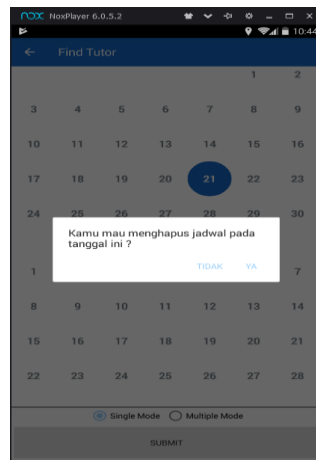 NOX NoxPlayer 6.0.5.2
10:44
Find Tutor
1 2
3 4 5 6 7 8 9
10 11 12 13 14 15 16
17 18 19 20 21 22 23
24 25 26 27 28 29 30
Kamu mau menghapus jadwal pada
tanggal ini ?
TIDAK YA
1 7
8 9 10 11 12 13 14
15 16 17 18 19 20 21
22 23 24 25 26 27 28
Single Mode Multiple Mode
SUBMIT